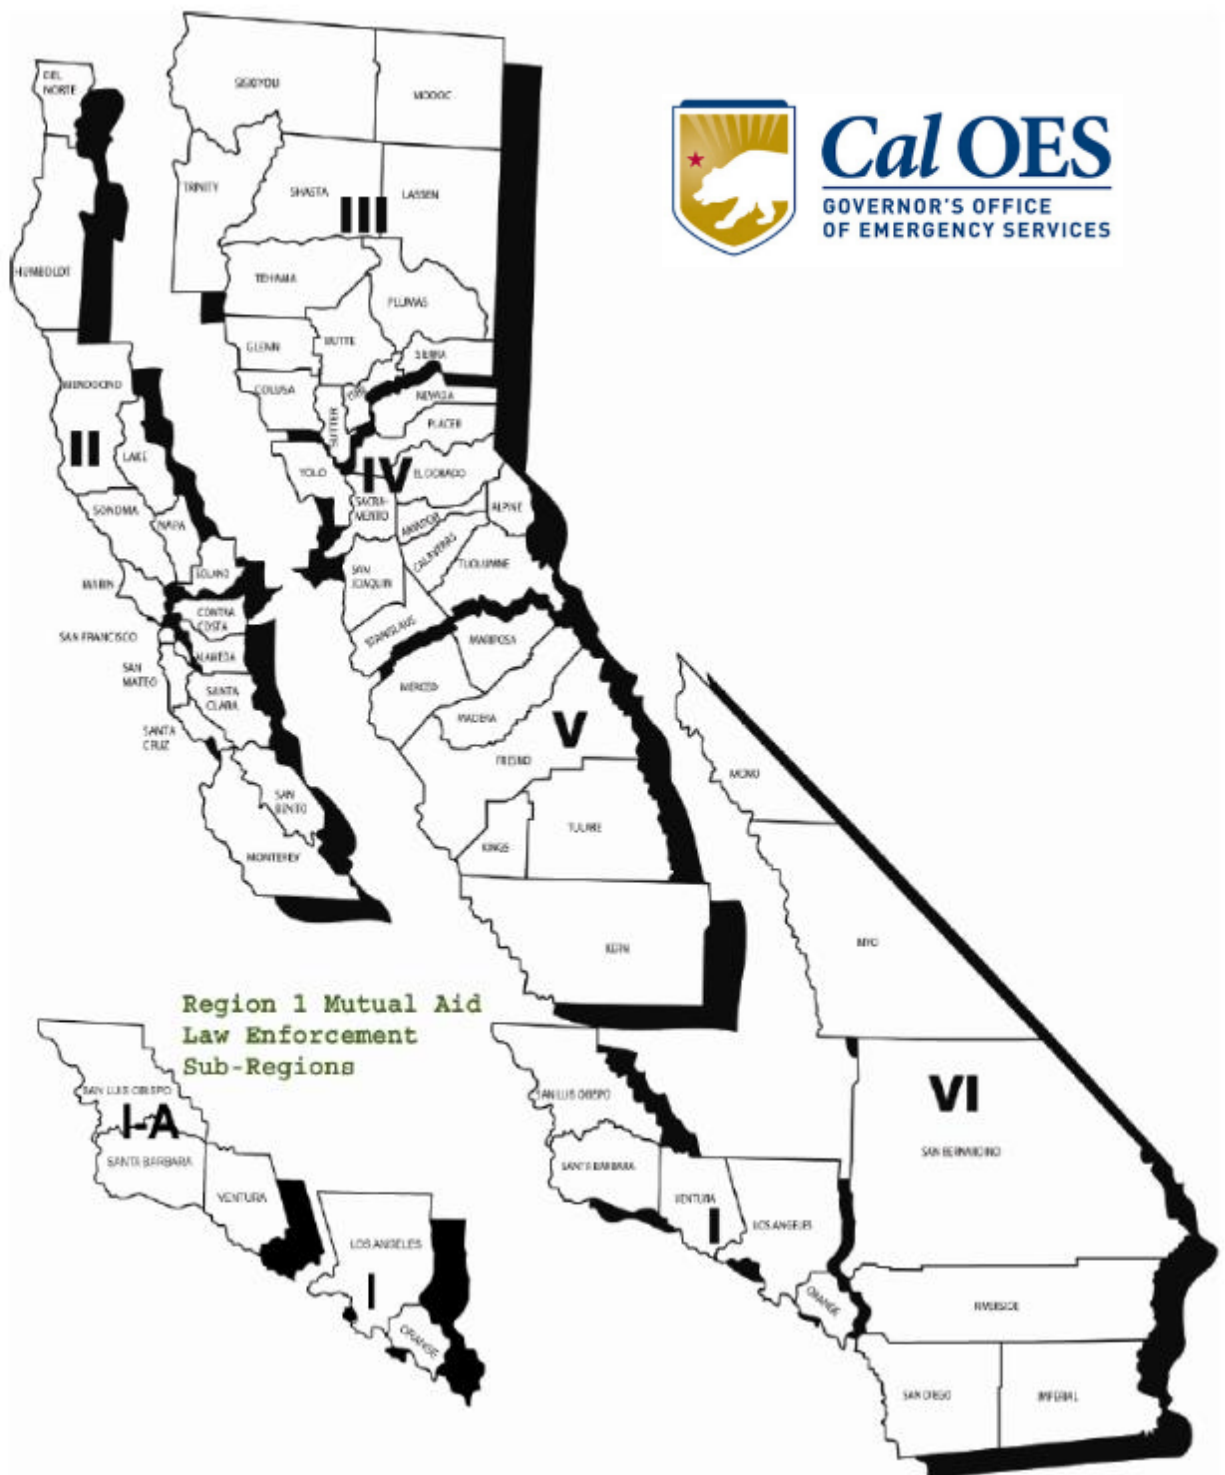 DEL
NORTE
SISKIYOU
MODOC
Cal OES
GOVERNOR'S OFFICE
OF EMERGENCY SERVICES
TRINITY
SHASTA
LASSEN
III
HUMBOLDT
TEHAMA
PLUMAS
GLENN
BUTTE
SIERRA
MENDOCINO
COLUSA
NEVADA
SUTTER
PLACER
II
LAKE
YOLO
IV
EL DORADO
SONOMA
NAPA
SACRA-
MENTO
ALPINE
AMADOR
CALAVERAS
SOLANO
SAN
JOAQUIN
TUOLUMNE
MARIN
CONTRA
COSTA
SAN FRANCISCO
ALAMEDA
STANISLAUS
MARIPOSA
SAN
MATEO
SANTA
CLARA
MERCED
MADERA
SANTA
CRUZ
V
FRESNO
MONO
SAN
BENITO
TULARE
KINGS
MONTEREY
KERN
INYO
Region 1 Mutual Aid
Law Enforcement
Sub-Regions
SAN LUIS OBISPO
I-A
SANTA BARBARA
VENTURA
LOS ANGELES
I
ORANGE
SAN LUIS OBISPO
SANTA BARBARA
VENTURA
I
LOS ANGELES
ORANGE
VI
SAN BERNARDINO
RIVERSIDE
SAN DIEGO
IMPERIAL